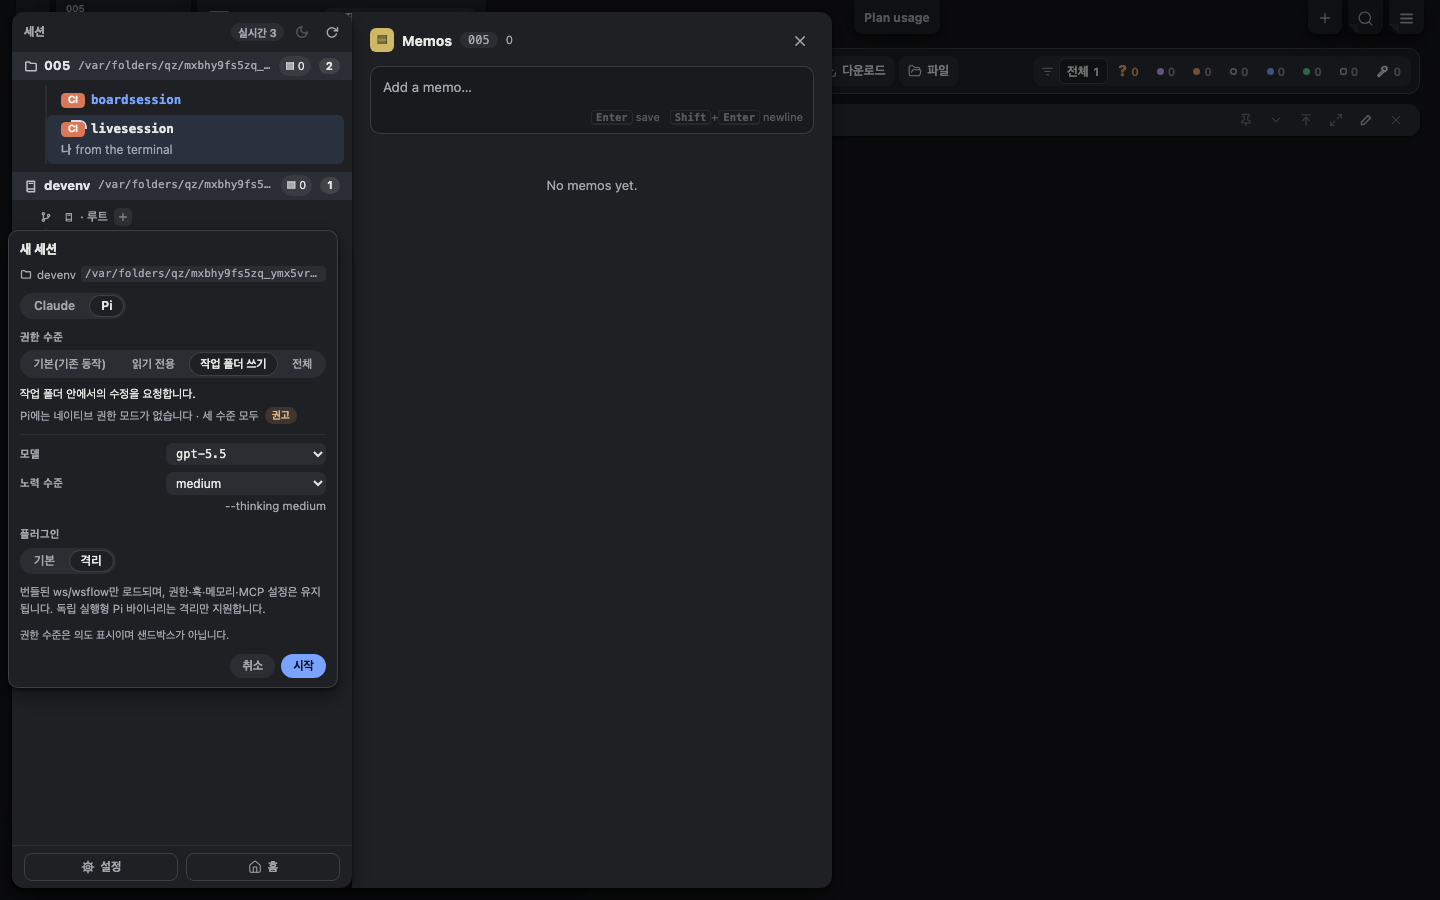 005
세션
실시간 3
005 /var/folders/qz/mxbhy9fs5zq_… 0 2
CI boardsession
CI livesession
나 from the terminal
devenv /var/folders/qz/mxbhy9fs5… 0 1
· 루트 +
새 세션
devenv /var/folders/qz/mxbhy9fs5zq_ymx5vr…
Claude Pi
권한 수준
기본(기존 동작) 읽기 전용 작업 폴더 쓰기 전체
작업 폴더 안에서의 수정을 요청합니다.
Pi에는 네이티브 권한 모드가 없습니다 · 세 수준 모두 권고
모델 gpt-5.5
노력 수준 medium
--thinking medium
플러그인
기본 격리
번들된 ws/wsflow만 로드되며, 권한·훅·메모리·MCP 설정은 유지
됩니다. 독립 실행형 Pi 바이너리는 격리만 지원합니다.
권한 수준은 의도 표시이며 샌드박스가 아닙니다.
취소 시작
설정 홈
Memos 005 0
Add a memo...
Enter save Shift+Enter newline
No memos yet.
Plan usage
다운로드 파일
전체 1 ? 0 0 0 0 0 0 0 0